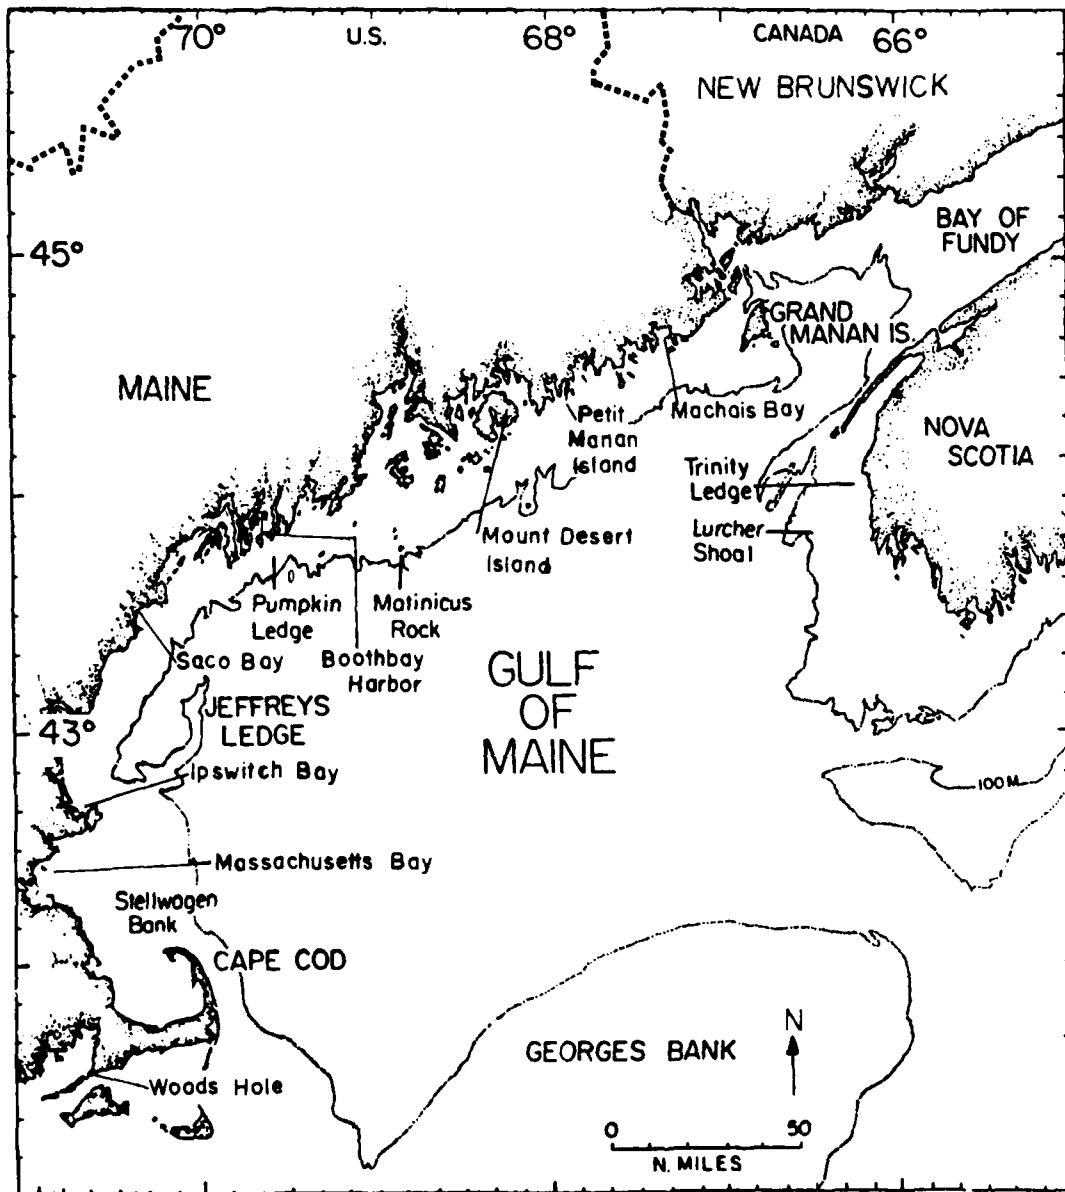 70° U.S. 68° CANADA 66°
NEW BRUNSWICK
BAY OF
FUNDY
45°
GRAND
MANAN IS.
MAINE
Petit
Manan
Island
Machais Bay
NOVA
SCOTIA
Trinity
Ledge
Lurcher
Shoal
Mount Desert
Island
Pumpkin
Ledge
Matinicus
Rock
Boothbay
Harbor
Saco Bay
GULF
OF
MAINE
JEFFREYS
LEDGE
43°
Ipswitch Bay
100 M
Massachusetts Bay
Stellwagen
Bank
CAPE COD
N
GEORGES BANK
Woods Hole
0 50
N. MILES